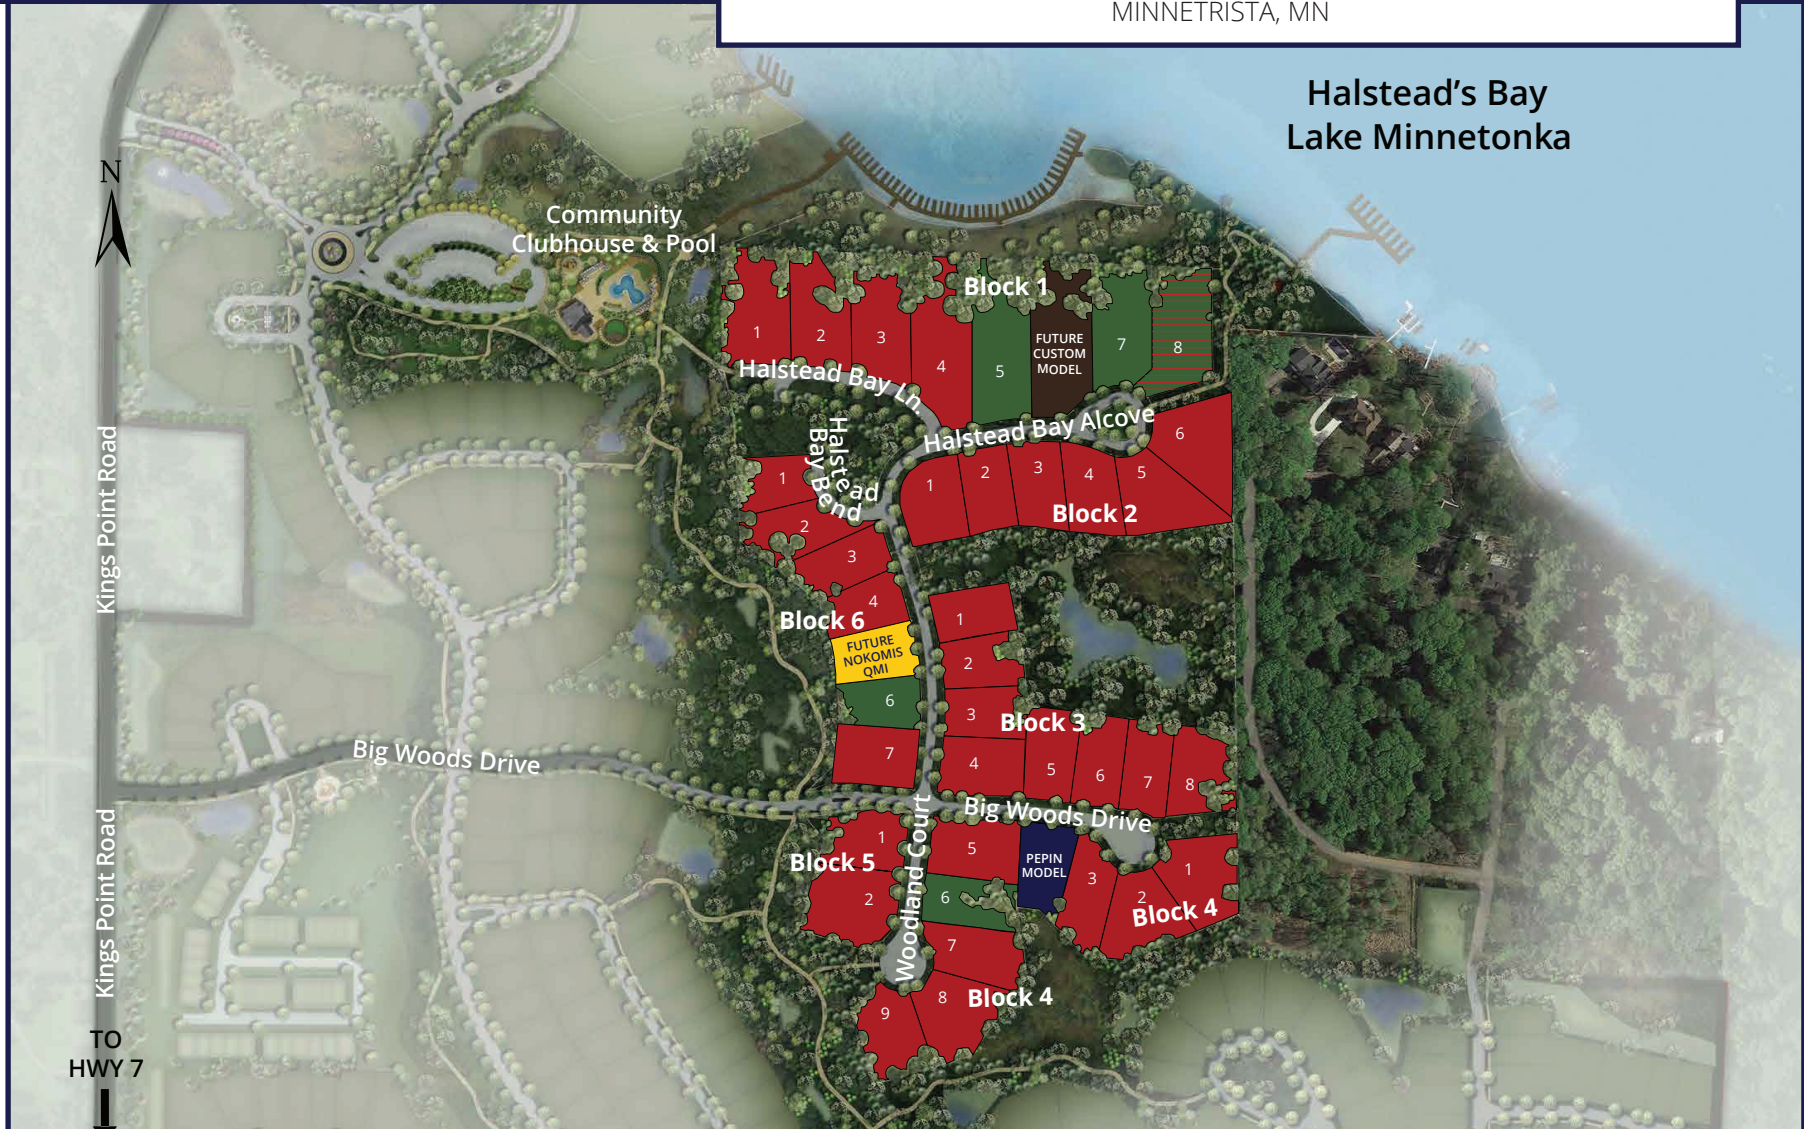 MINNETRISTA, MN
Halstead's Bay
Lake Minnetonka
N
Community
Clubhouse & Pool
Block 1
1
2
3
4
5
FUTURE
CUSTOM
MODEL
7
8
Halstead Bay Ln.
Halstead Bay Alcove
Halstead
Bay Bend
Kings Point Road
1
2
3
4
5
6
Block 2
1
2
3
4
Block 6
FUTURE
NOKOMIS
QMI
6
7
1
2
3
Block 3
4
5
6
7
8
Big Woods Drive
Big Woods Drive
Woodland Court
Kings Point Road
1
Block 5
2
5
PEPIN
MODEL
3
2
1
Block 4
6
7
8
Block 4
9
TO
HWY 7